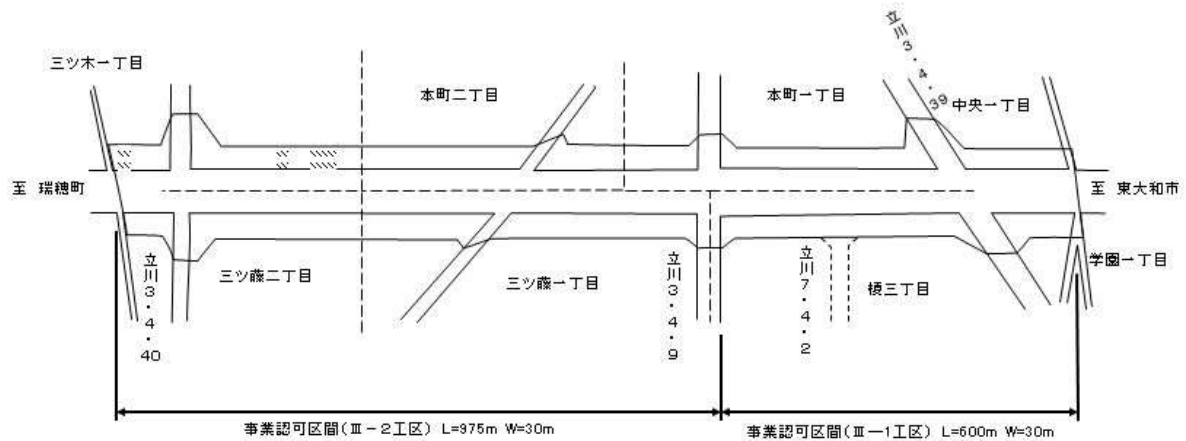 立川3・4・39
三ツ木一丁目
本町二丁目
本町一丁目
中央一丁目
至 瑞穂町
至 東大和市
立川3・4・40
三ツ藤二丁目
三ツ藤一丁目
立川3・4・9
立川7・4・2
榎三丁目
学園一丁目
事業認可区間(Ⅲ-2工区) L=975m W=30m
事業認可区間(Ⅲ-1工区) L=600m W=30m